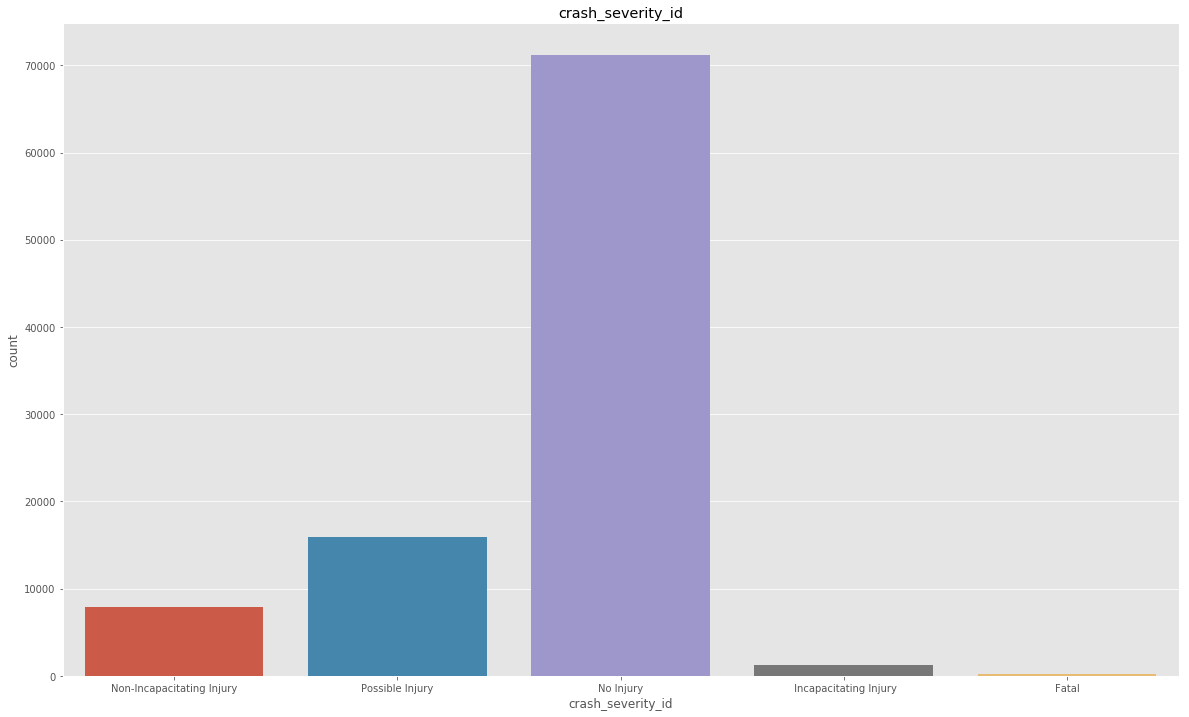 crash_severity_id
70000
60000
50000
40000
30000
20000
10000
0
count
Non-Incapacitating Injury
Possible Injury
No Injury
Incapacitating Injury
Fatal
crash_severity_id